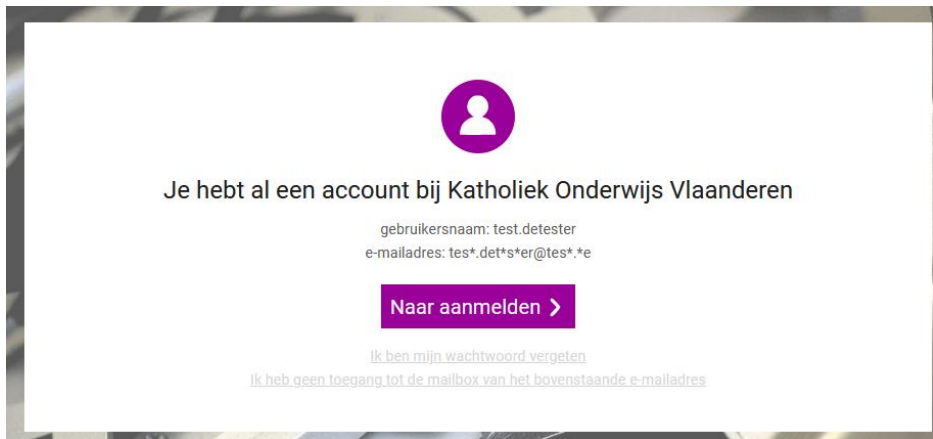 Je hebt al een account bij Katholiek Onderwijs Vlaanderen
gebruikersnaam: test.detester
e-mailadres: tes*.det*s*er@tes*.*e
Naar aanmelden
Ik ben mijn wachtwoord vergeten
Ik heb geen toegang tot de mailbox van het bovenstaande e-mailadres